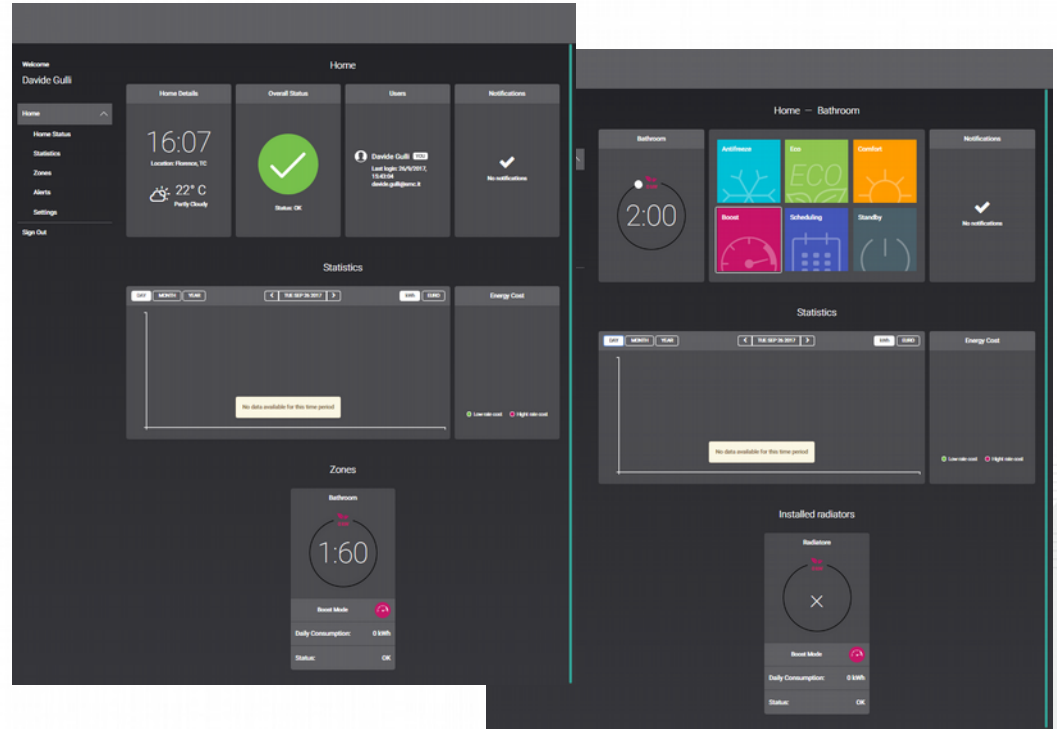 Welcome
Davide Gulli
Home
Home Status
Statistics
Zones
Alerts
Settings
Sign Out
Home
Home Details
16:07
Location: Florence, TC
22° C
Partly Cloudy
Overall Status
Status: OK
Users
Davide Gulli YOU
Last login: 26/9/2017,
15:43:04
Notifications
No notifications
Statistics
DAY MONTH YEAR
TUE SEP 26 2017
kWh EURO
No data available for this time period
Energy Cost
Low rate cost
Hight rate cost
Zones
Bathroom
1:60
Boost Mode
Daily Consumption: 0 kWh
Status: OK
Home — Bathroom
Bathroom
2:00
Antifreeze
Eco
ECO
Comfort
Boost
Scheduling
Standby
Notifications
No notifications
Statistics
DAY MONTH YEAR
TUE SEP 26 2017
kWh EURO
No data available for this time period
Energy Cost
Low rate cost
Hight rate cost
Installed radiators
Radiators
Boost Mode
Daily Consumption: 0 kWh
Status: OK